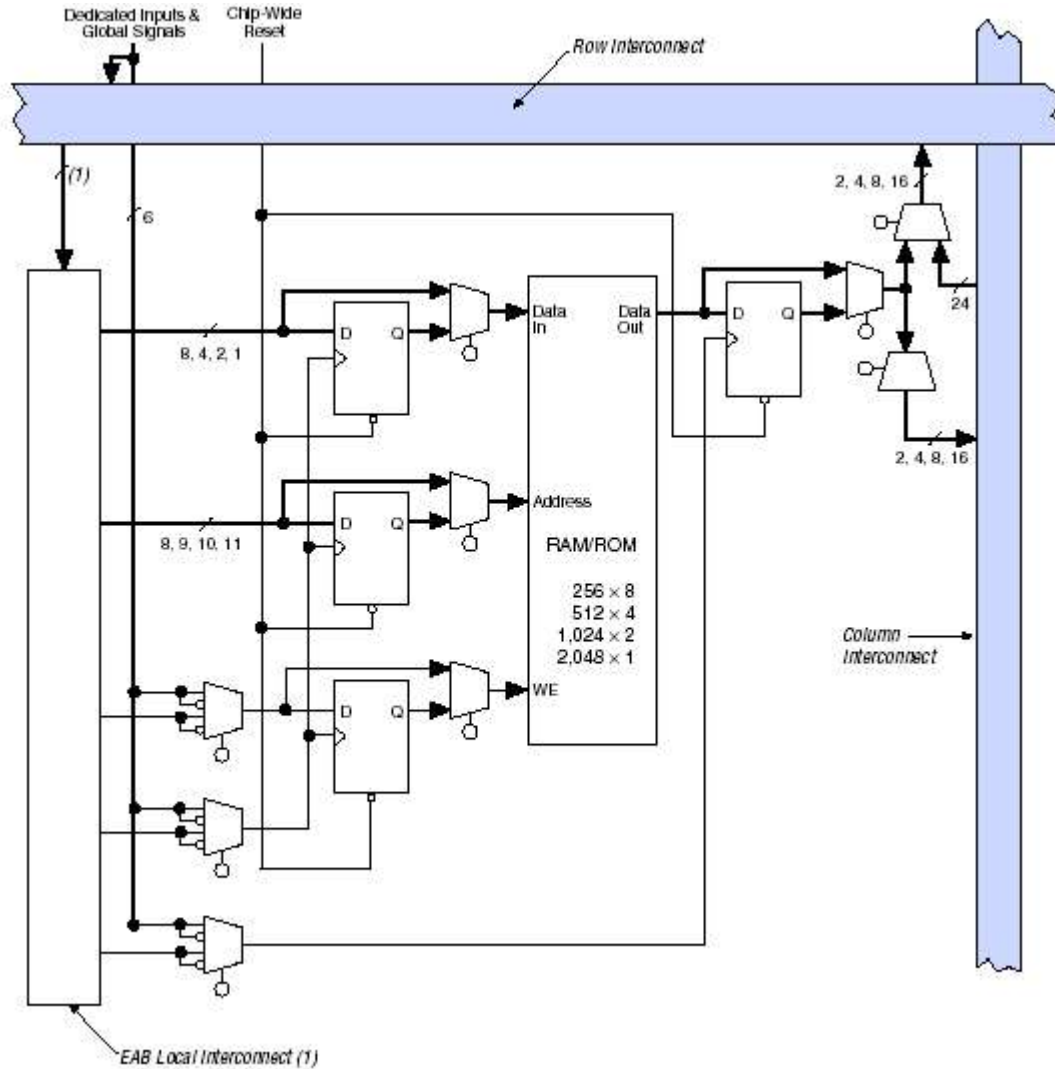 Dedicated Inputs &
Global Signals
Chip-Wide
Reset
Row Interconnect
(1)
6
2, 4, 8, 16
24
8, 4, 2, 1
D
Q
Data
In
Data
Out
D
Q
2, 4, 8, 16
8, 9, 10, 11
D
Q
Address
RAM/ROM
256 × 8
512 × 4
1,024 × 2
2,048 × 1
Column
Interconnect
D
Q
WE
EAB Local Interconnect (1)